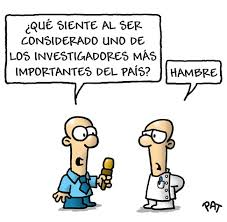 ¿QUÉ SIENTE AL SER
CONSIDERADO UNO DE
LOS INVESTIGADORES MÁS
IMPORTANTES DEL PAÍS?
HAMBRE
PAT